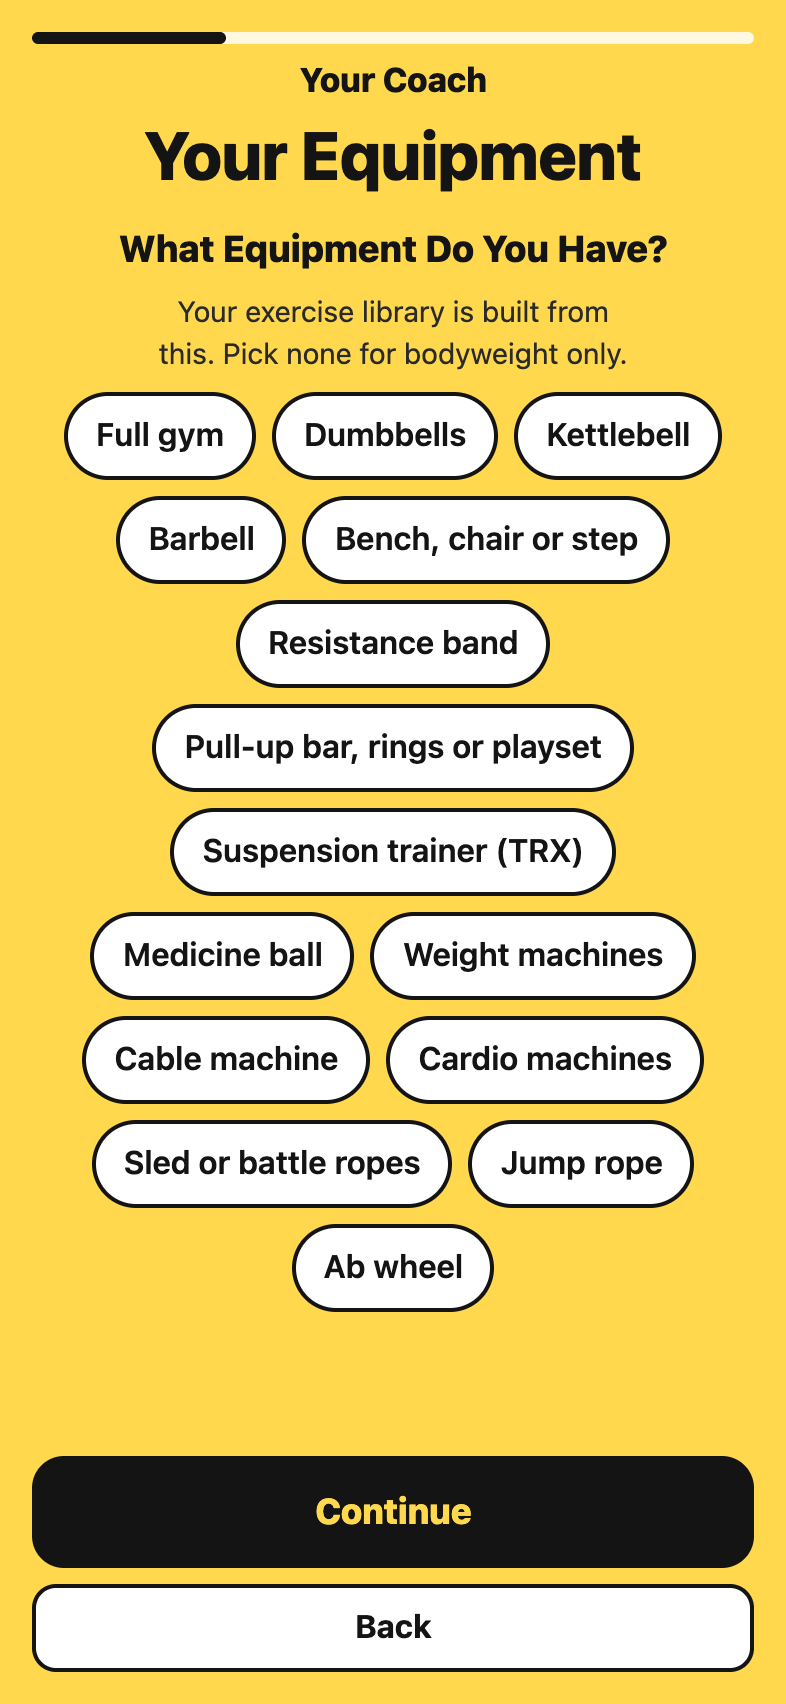 Your Coach
Your Equipment
What Equipment Do You Have?
Your exercise library is built from
this. Pick none for bodyweight only.
Full gym Dumbbells Kettlebell
Barbell Bench, chair or step
Resistance band
Pull-up bar, rings or playset
Suspension trainer (TRX)
Medicine ball Weight machines
Cable machine Cardio machines
Sled or battle ropes Jump rope
Ab wheel
Continue
Back